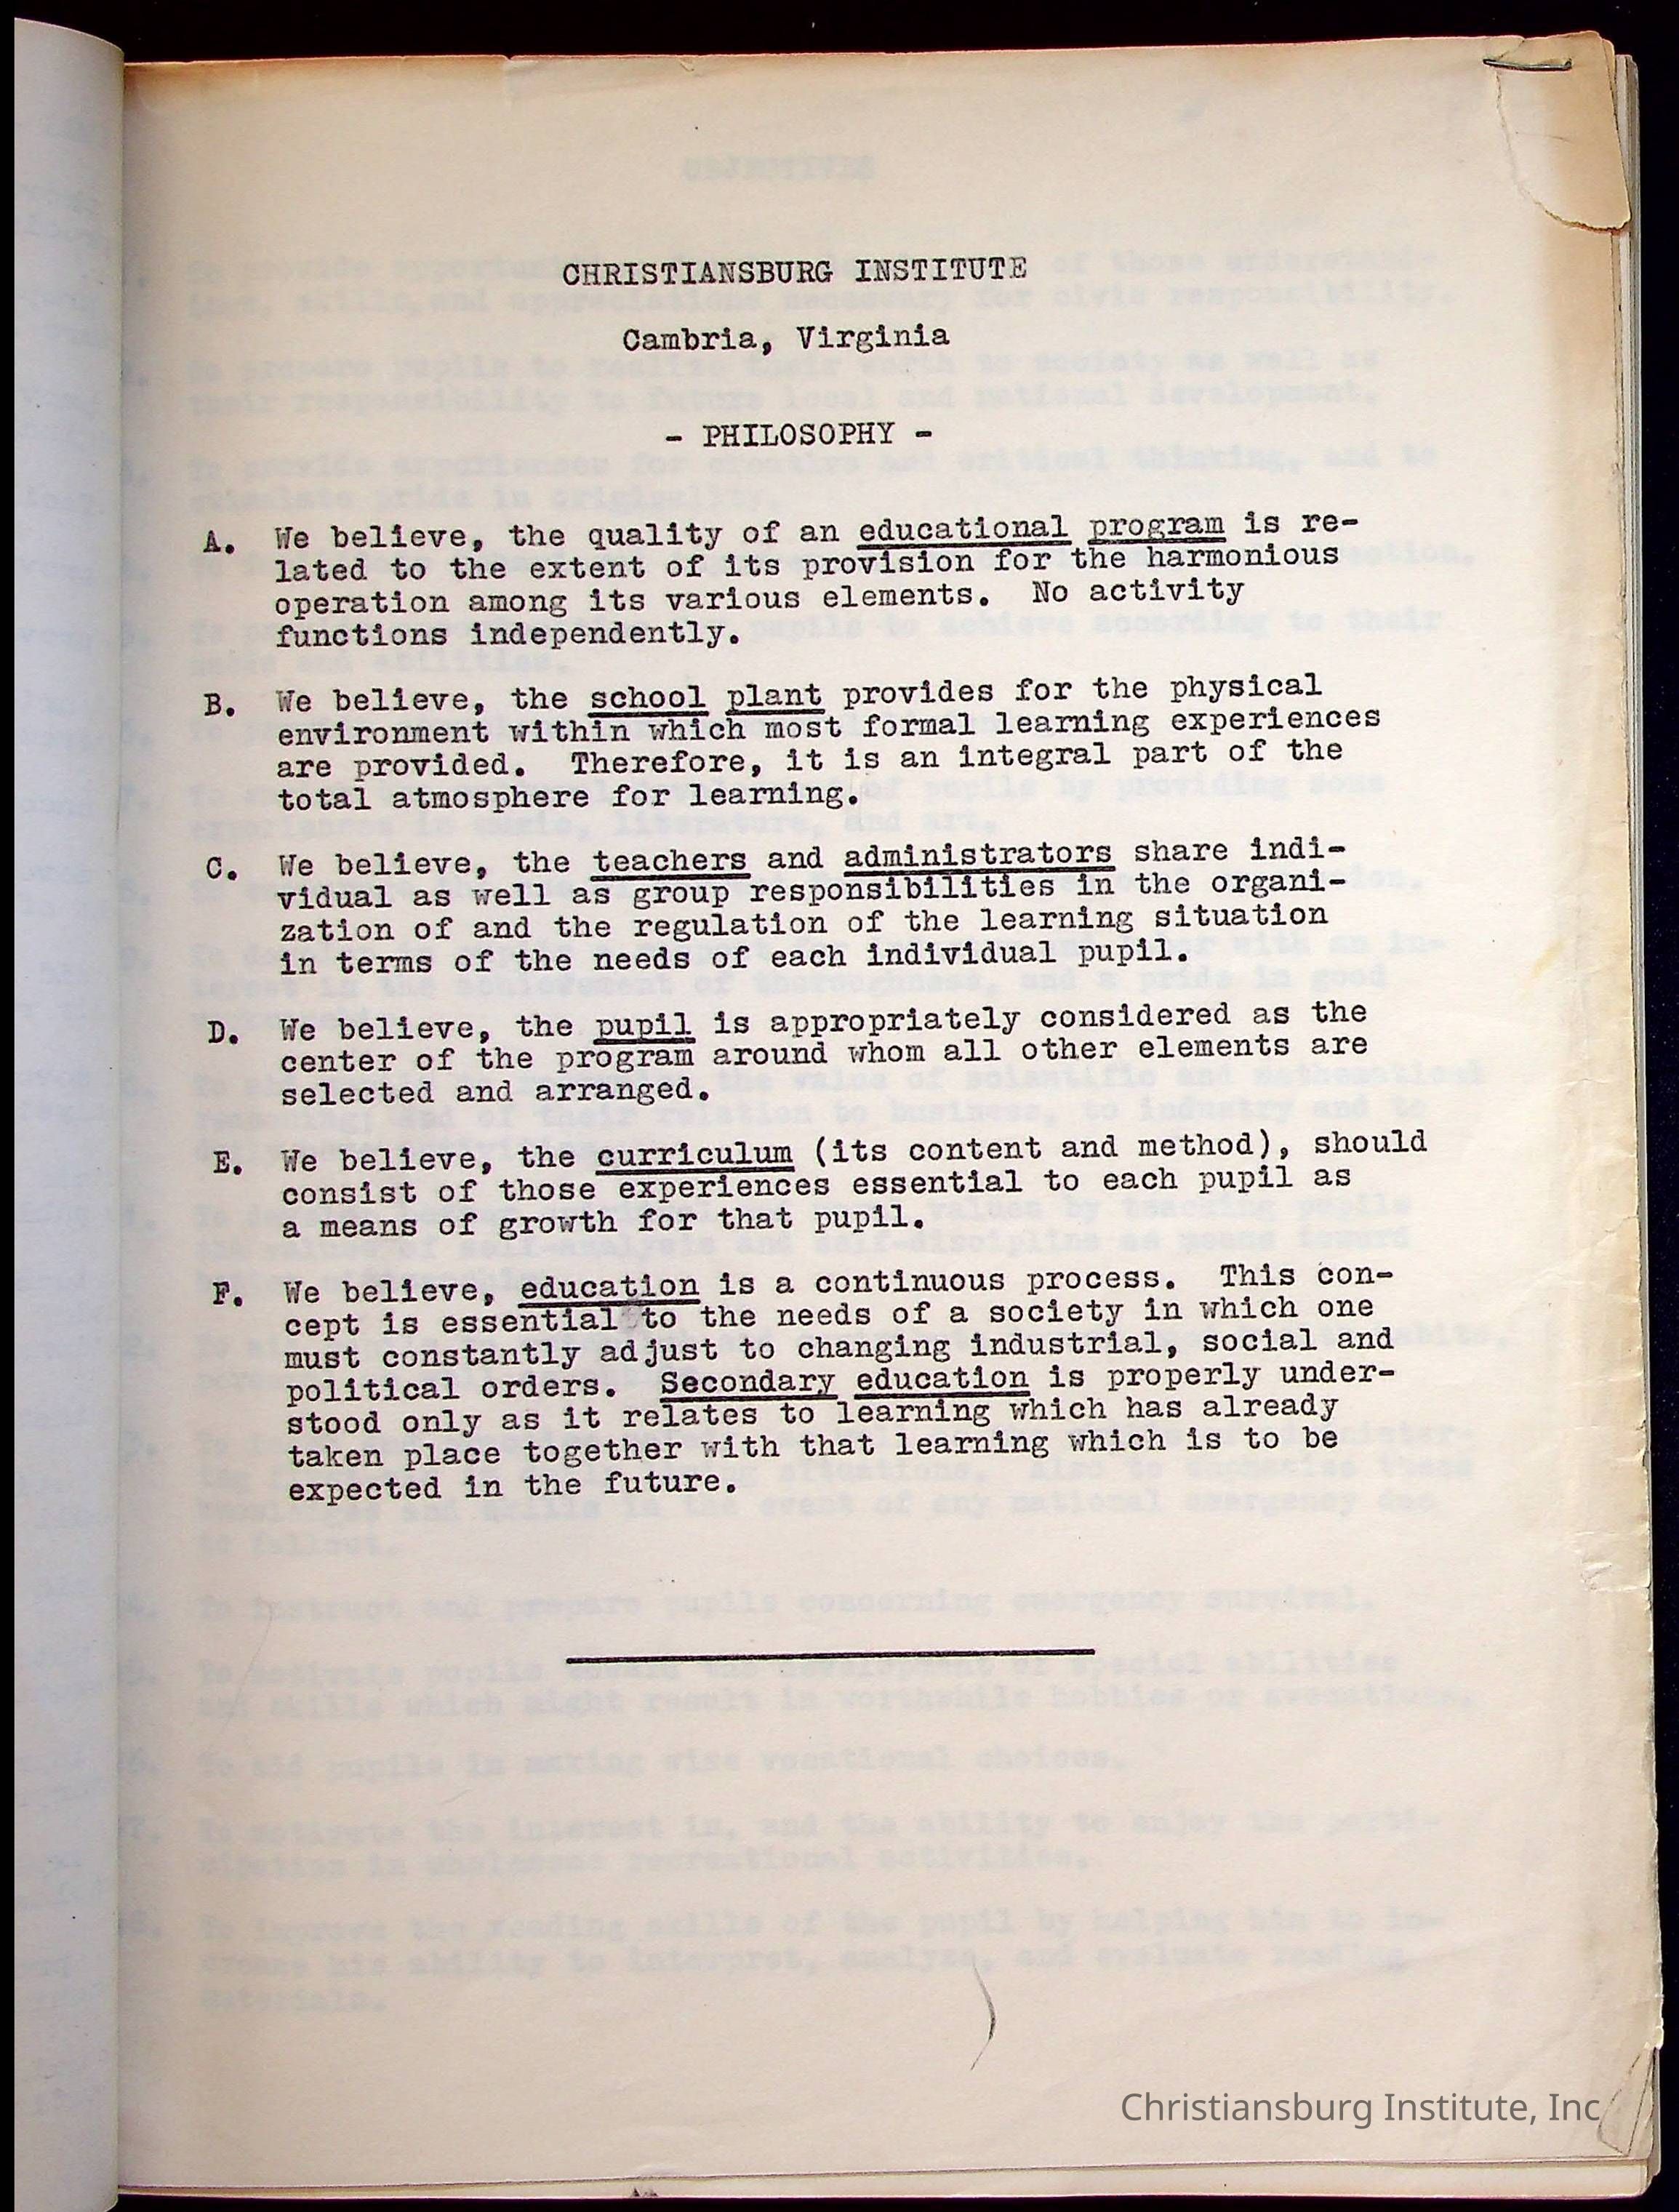 CHRISTIANSBURG INSTITUTE
Cambria, Virginia
- PHILOSOPHY -
A. We believe, the quality of an educational program is re-
lated to the extent of its provision for the harmonious
operation among its various elements. No activity
functions independently.
B. We believe, the school plant provides for the physical
environment within which most formal learning experiences
are provided. Therefore, it is an integral part of the
total atmosphere for learning.
C. We believe, the teachers and administrators share indi-
vidual as well as group responsibilities in the organi-
zation of and the regulation of the learning situation
in terms of the needs of each individual pupil.
D. We believe, the pupil is appropriately considered as the
center of the program around whom all other elements are
selected and arranged.
E. We believe, the curriculum (its content and method), should
consist of those experiences essential to each pupil as
a means of growth for that pupil.
F. We believe, education is a continuous process. This con-
cept is essential to the needs of a society in which one
must constantly adjust to changing industrial, social and
political orders. Secondary education is properly under-
stood only as it relates to learning which has already
taken place together with that learning which is to be
expected in the future.
Christiansburg Institute, Inc